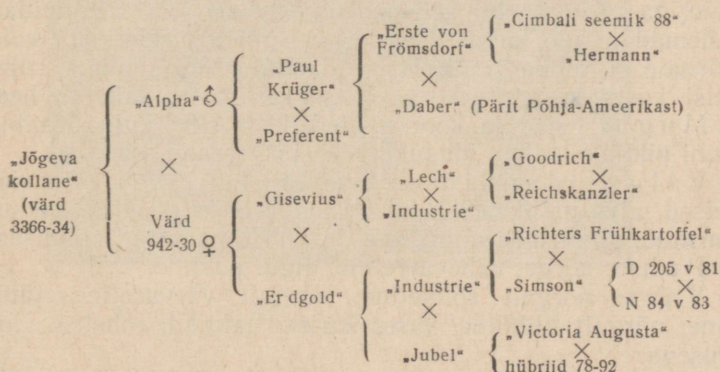 „Jõgeva
kollane“
(värd
3366-34)
„Alpha“ ♂
×
Värd
942-30 ♀
„Paul
Krüger“
×
„Preferent“
„Gisevius“
×
„Erdgold“
„Erste von
Frömsdorf“
×
„Daber“ (Pärit Põhja-Ameerikast)
„Lech“
×
„Industrie“
„Industrie“
×
„Jubel“
„Cimbali seemik 88“
×
„Hermann“
„Goodrich“
×
„Reichskanzler“
„Richters Frühkartoffel“
×
„Simson“
D 205 v 81
×
N 84 v 83
„Victoria Augusta“
×
hübriid 78-92